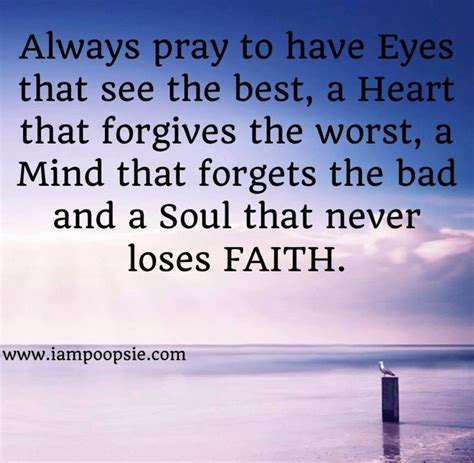 Always pray to have Eyes
that see the best, a Heart
that forgives the worst, a
Mind that forgets the bad
and a Soul that never
loses FAITH.
www.iampoopsie.com